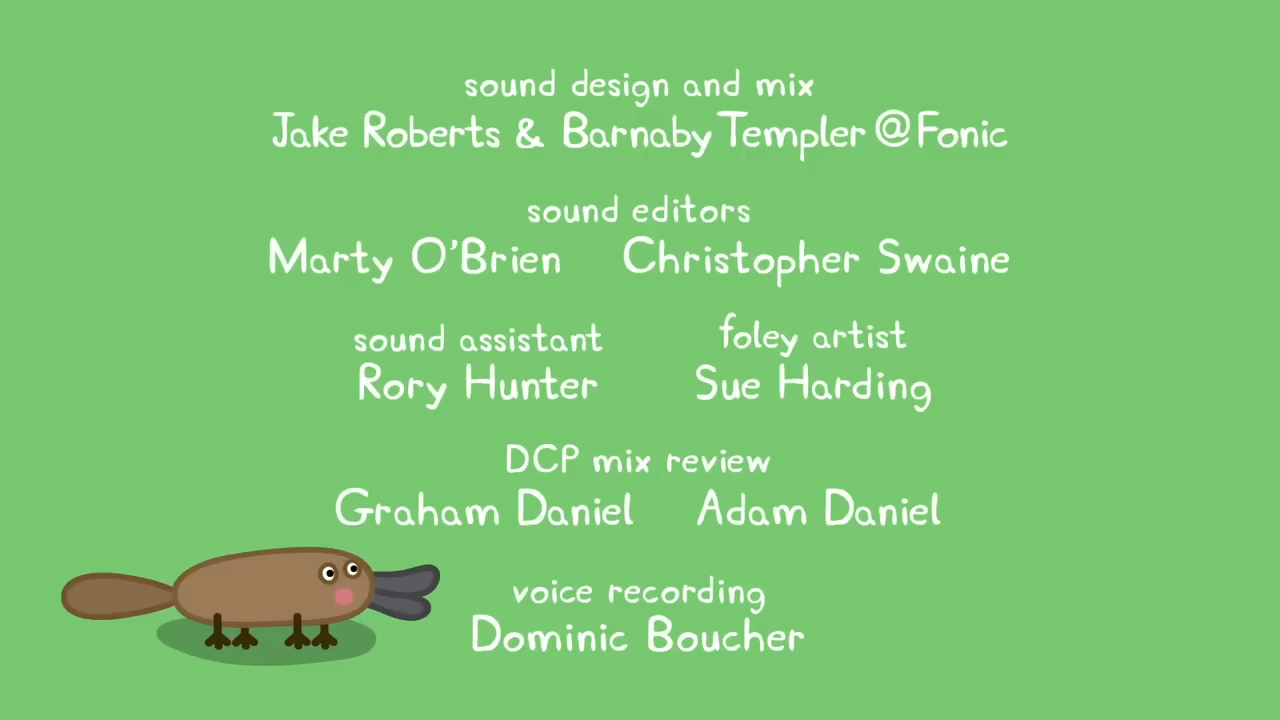 sound design and mix
Jake Roberts & Barnaby Templer @ Fonic
sound editors
Marty O'Brien Christopher Swaine
sound assistant foley artist
Rory Hunter Sue Harding
DCP mix review
Graham Daniel Adam Daniel
voice recording
Dominic Boucher